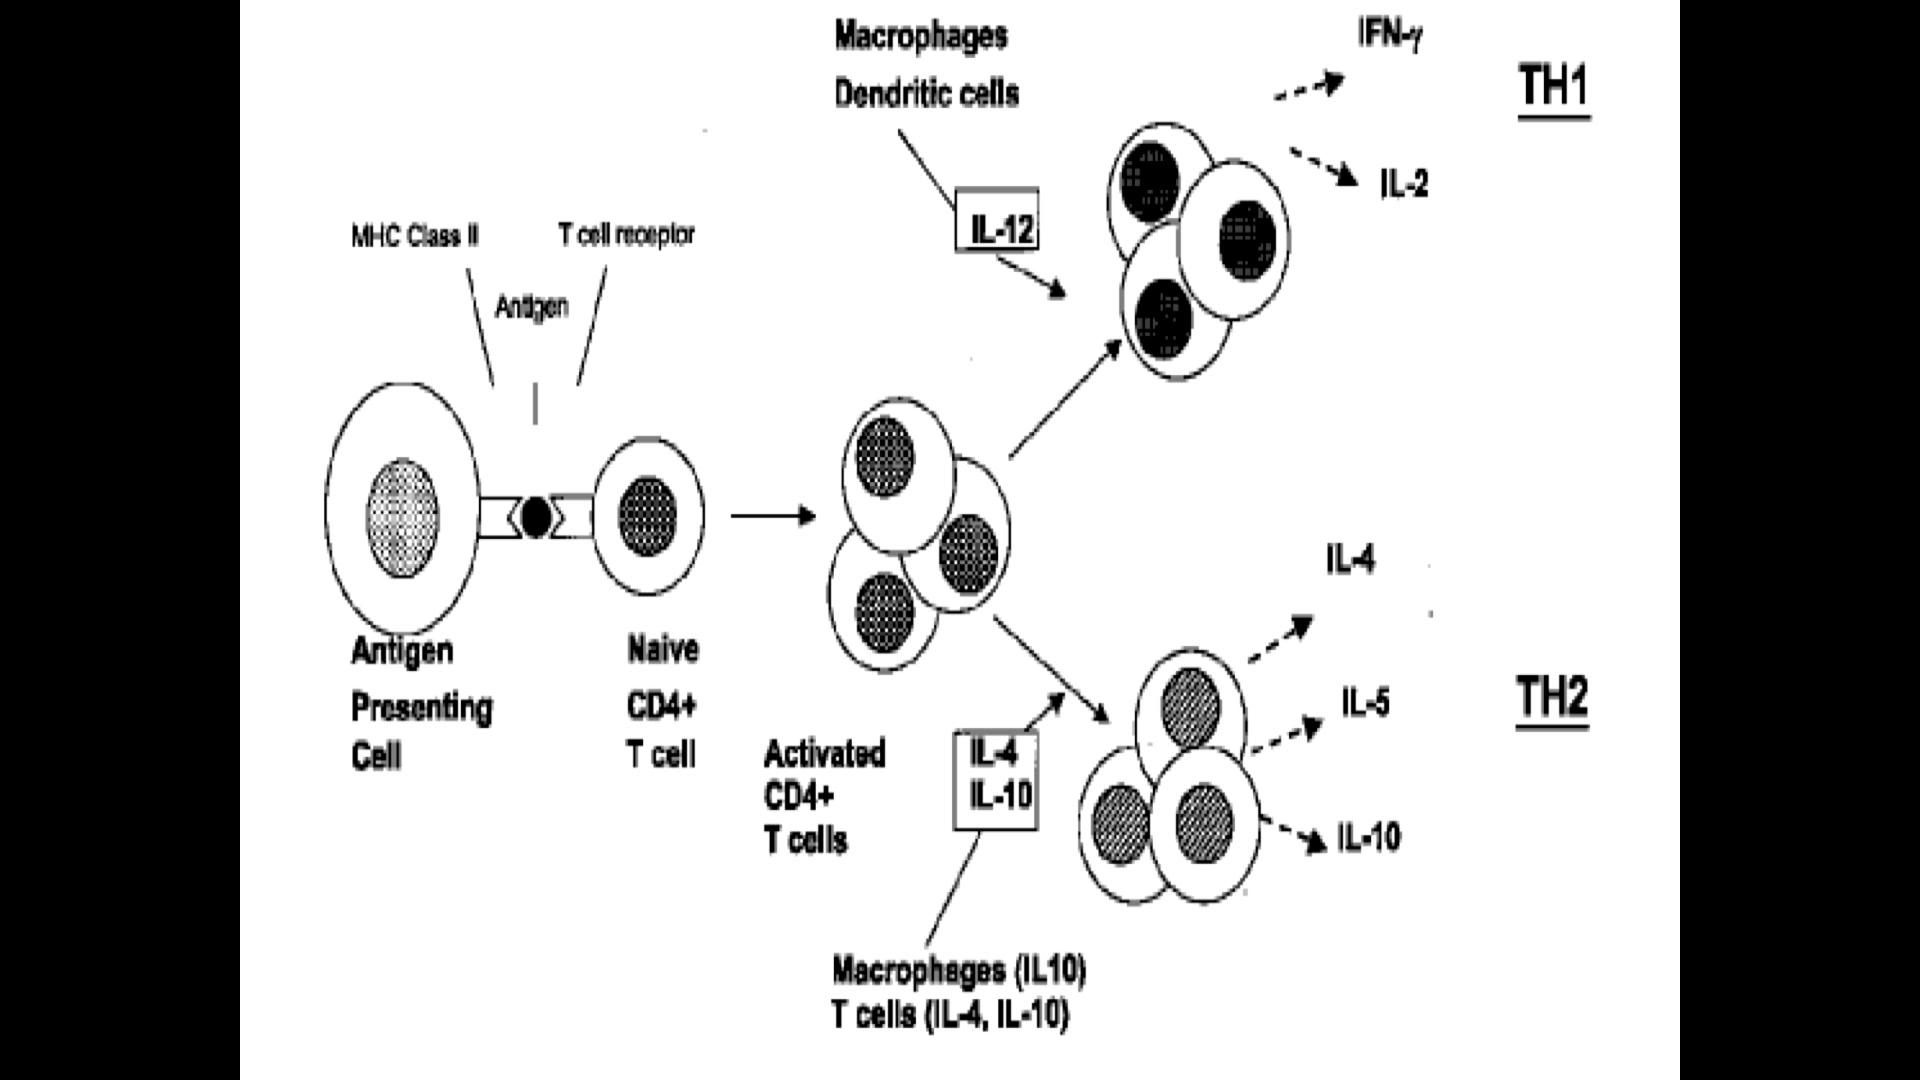 Macrophages
Dendritic cells
IFN-γ
TH1
IL-2
IL-12
MHC Class II
T cell receptor
Antigen
Antigen
Presenting
Cell
Naive
CD4+
T cell
Activated
CD4+
T cells
IL-4
IL-10
IL-4
IL-5
IL-10
TH2
Macrophages (IL10)
T cells (IL-4, IL-10)